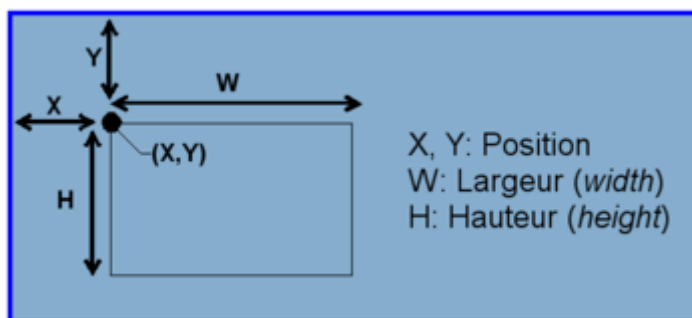 Y
W
X
(X,Y)
H
X, Y: Position
W: Largeur (width)
H: Hauteur (height)